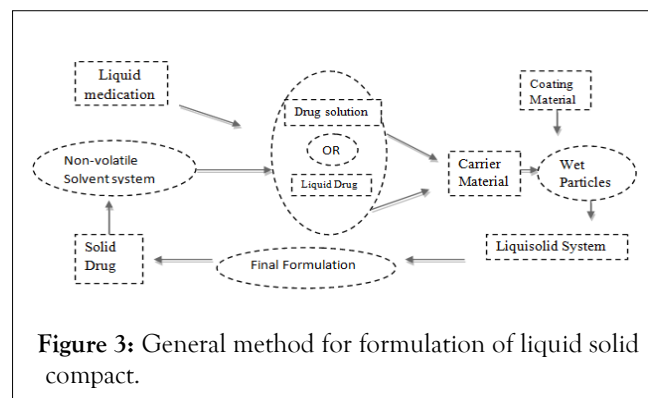 Liquid
medication
Coating
Material
Drug solution
OR
Liquid Drug
Non-volatile
Solvent system
Carrier
Material
Wet
Particles
Solid
Drug
Final Formulation
Liquisolid System
Figure 3: General method for formulation of liquid solid
compact.